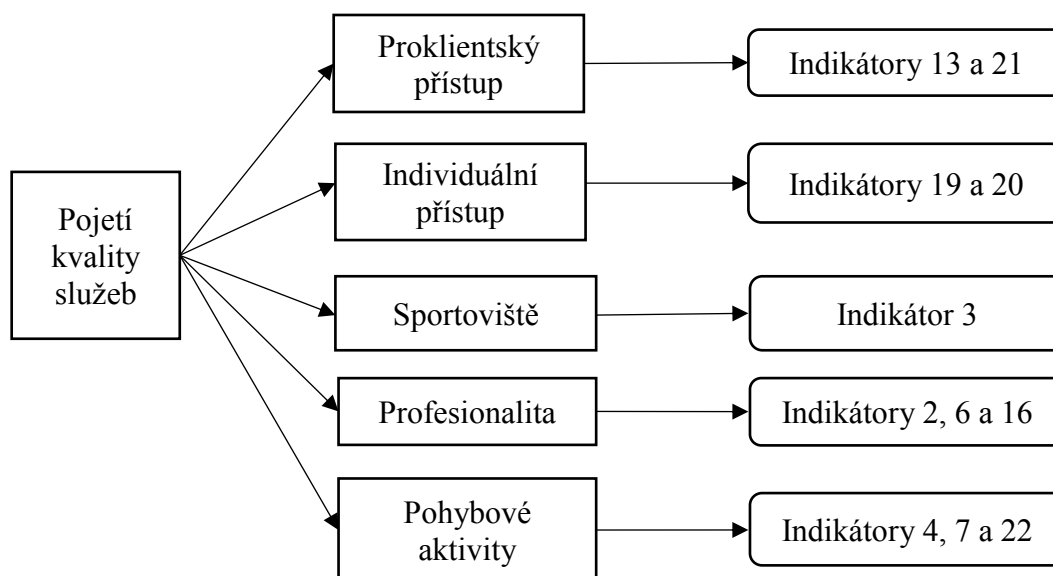 Pojetí
kvality
služeb
Proklientský
přístup
Indikátory 13 a 21
Individuální
přístup
Indikátory 19 a 20
Sportoviště
Indikátor 3
Profesionalita
Indikátory 2, 6 a 16
Pohybové
aktivity
Indikátory 4, 7 a 22